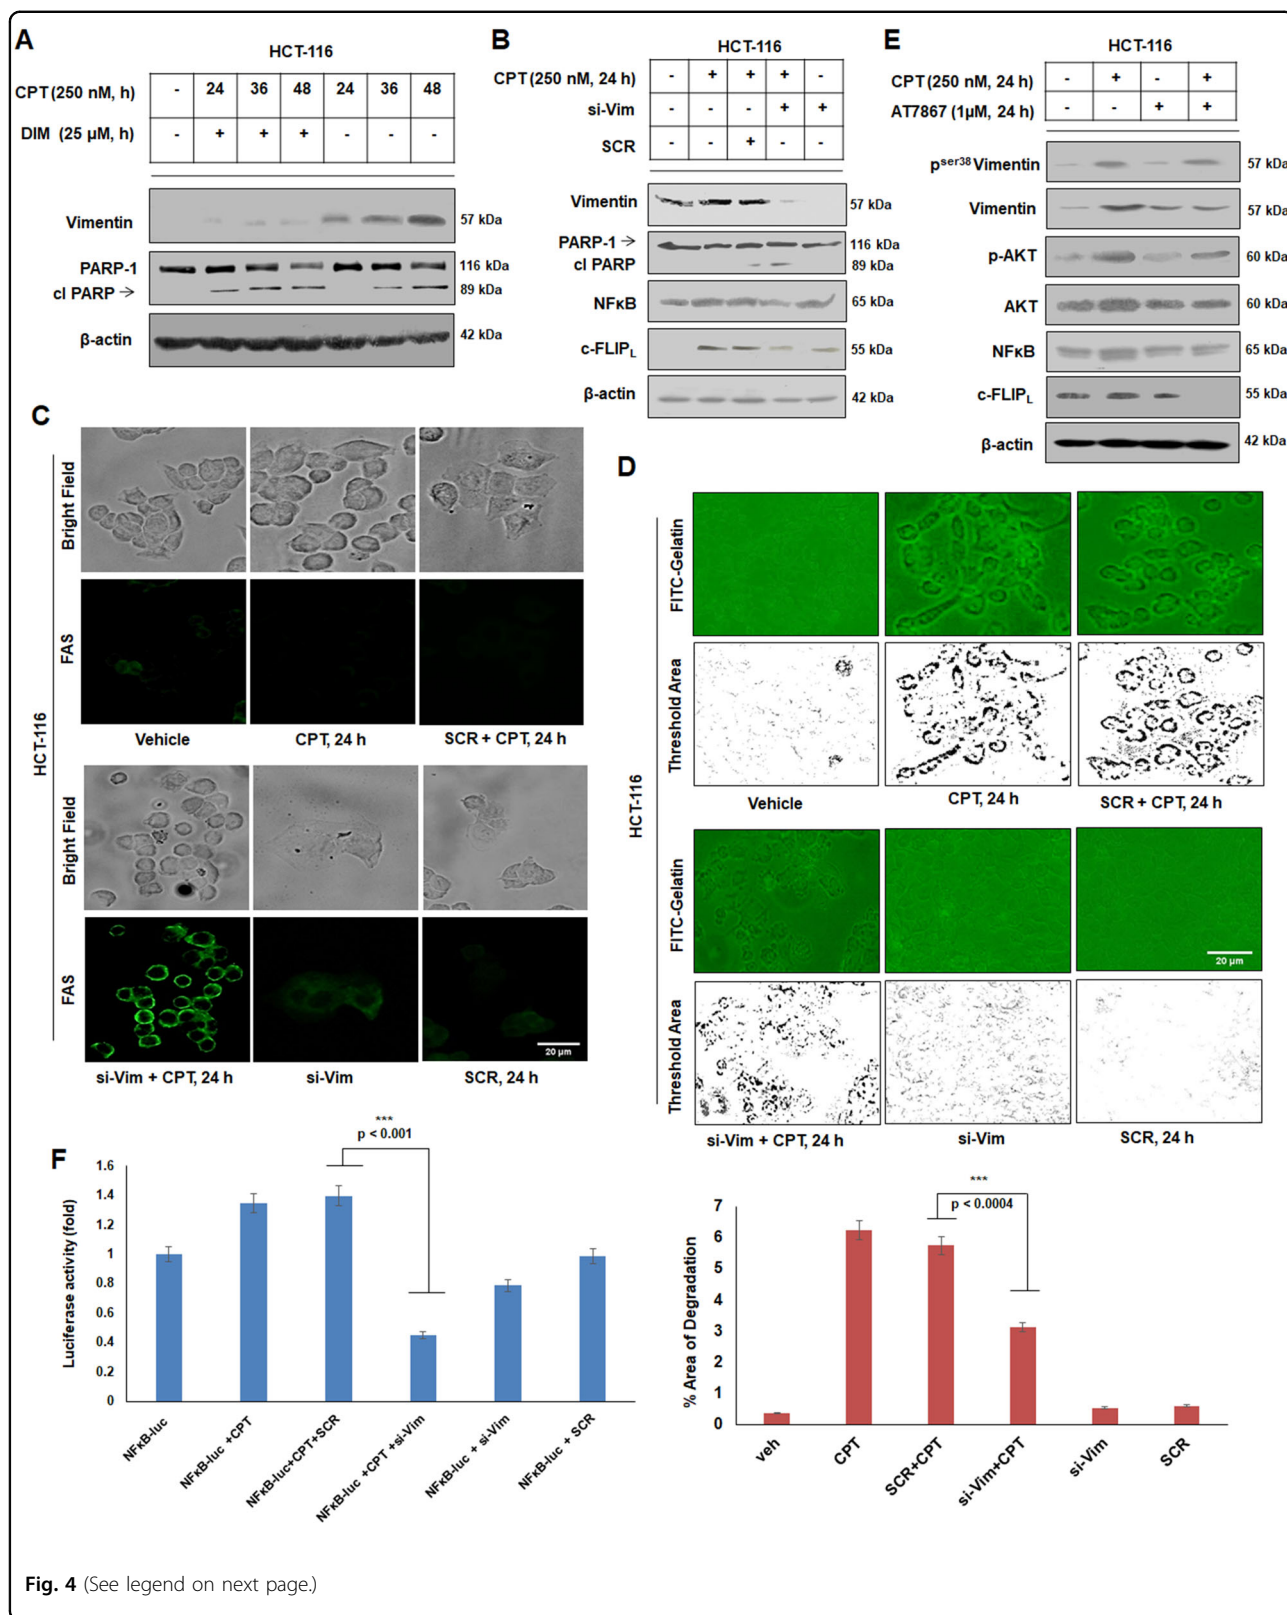 A
HCT-116
CPT (250 nM, h) - 24 36 48 24 36 48
DIM (25 µM, h) - + + + - - -
Vimentin 57 kDa
PARP-1 116 kDa
cl PARP → 89 kDa
β-actin 42 kDa
B
HCT-116
CPT (250 nM, 24 h) - + + + -
si-Vim - - - + +
SCR - - + - -
Vimentin 57 kDa
PARP-1 → 116 kDa
cl PARP 89 kDa
NFκB 65 kDa
c-FLIPL 55 kDa
β-actin 42 kDa
E
HCT-116
CPT (250 nM, 24 h) - + - +
AT7867 (1µM, 24 h) - - + +
pser38 Vimentin 57 kDa
Vimentin 57 kDa
p-AKT 60 kDa
AKT 60 kDa
NFκB 65 kDa
c-FLIPL 55 kDa
β-actin 42 kDa
C
HCT-116
Bright Field
FAS
Vehicle CPT, 24 h SCR + CPT, 24 h
Bright Field
FAS
20 µm
si-Vim + CPT, 24 h si-Vim SCR, 24 h
D
HCT-116
FITC-Gelatin
Threshold Area
Vehicle CPT, 24 h SCR + CPT, 24 h
FITC-Gelatin
20 µm
Threshold Area
si-Vim + CPT, 24 h si-Vim SCR, 24 h
***
p < 0.0004
% Area of Degradation
7
6
5
4
3
2
1
0
veh CPT SCR+CPT si-Vim+CPT si-Vim SCR
F
***
p < 0.001
Luciferase activity (fold)
1.6
1.4
1.2
1
0.8
0.6
0.4
0.2
0
NFκB-luc NFκB-luc +CPT NFκB-luc+CPT+SCR NFκB-luc +CPT +si-Vim NFκB-luc + si-Vim NFκB-luc + SCR
Fig. 4 (See legend on next page.)